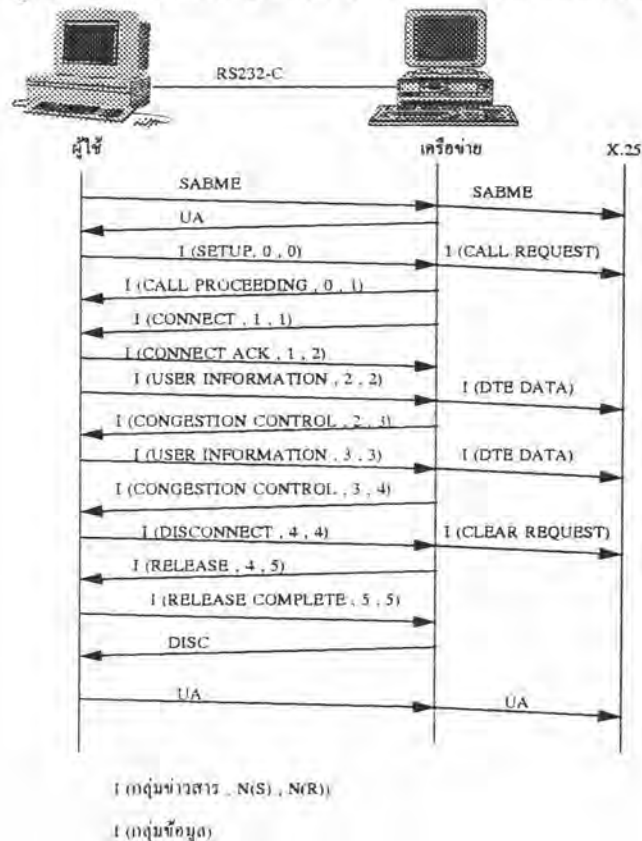 RS232-C
ผู้ใช้ เครือข่าย X.25
SABME SABME
UA
I (SETUP, 0 , 0) I (CALL REQUEST)
I (CALL PROCEEDING , 0 , 1)
I (CONNECT , 1 , 1)
I (CONNECT ACK , 1 , 2)
I (USER INFORMATION , 2 , 2) I (DTE DATA)
I (CONGESTION CONTROL , 2 , 3)
I (USER INFORMATION , 3 , 3) I (DTE DATA)
I (CONGESTION CONTROL , 3 , 4)
I (DISCONNECT , 4 , 4) I (CLEAR REQUEST)
I (RELEASE , 4 , 5)
I (RELEASE COMPLETE , 5 , 5)
DISC
UA UA
I (กลุ่มข่าวสาร , N(S) , N(R))
I (กลุ่มข้อมูล)